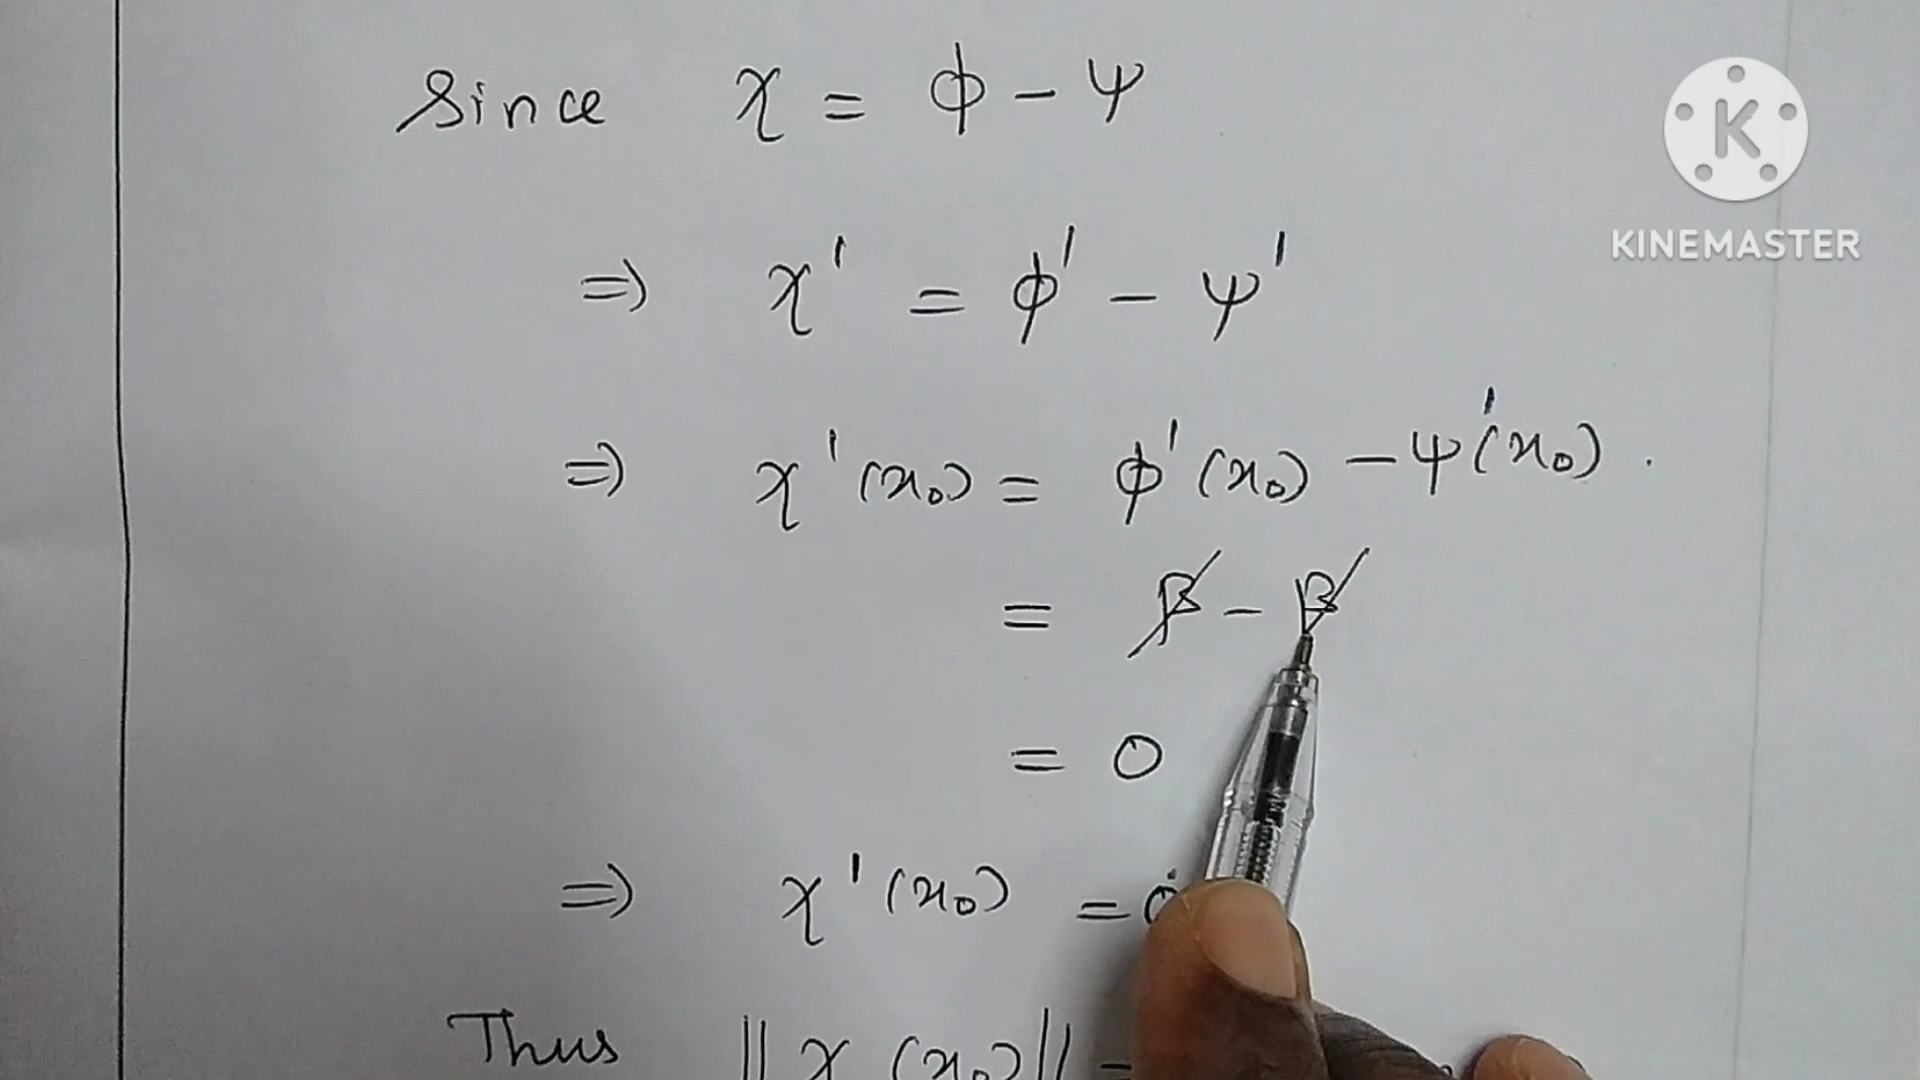 Since χ = ϕ - ψ
K
KINEMASTER
⇒ χ' = ϕ' - ψ'
⇒ χ'(x₀) = ϕ'(x₀) - ψ'(x₀).
= β - β
= 0
⇒ χ'(x₀) =
Thus ||χ(x₀)|| =